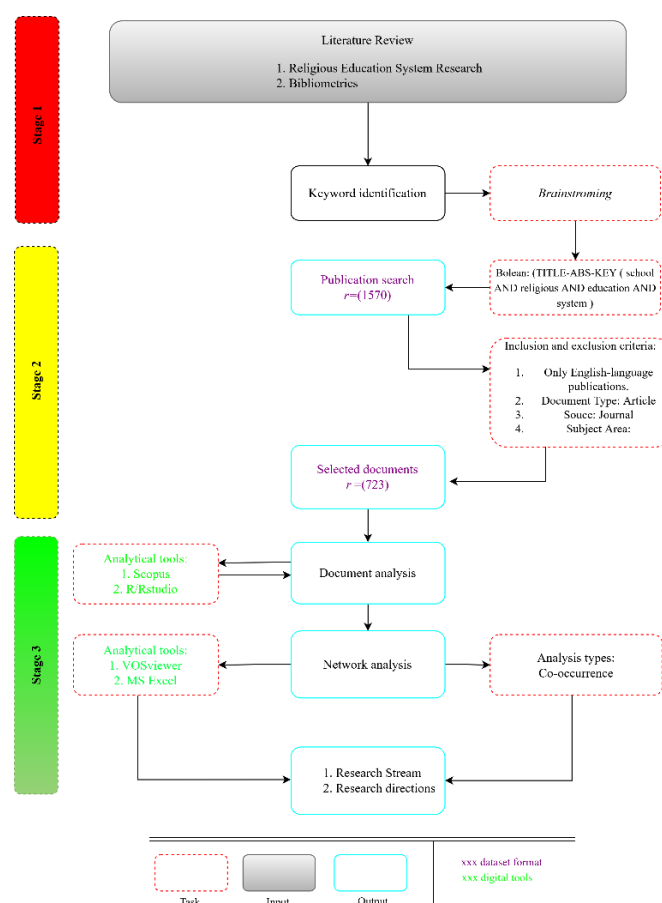 Stage 1
Literature Review
1. Religious Education System Research
2. Bibliometrics
Keyword identification
Brainstroming
Stage 2
Publication search
r=(1570)
Bolean: (TITLE-ABS-KEY ( school
AND religious AND education AND
system )
Inclusion and exclusion criteria:
1. Only English-language
publications.
2. Document Type: Article
3. Souce: Journal
4. Subject Area:
Selected documents
r =(723)
Stage 3
Analytical tools:
1. Scopus
2. R/Rstudio
Document analysis
Analytical tools:
1. VOSviewer
2. MS Excel
Network analysis
Analysis types:
Co-occurrence
1. Research Stream
2. Research directions
xxx dataset format
xxx digital tools
Task
Input
Output